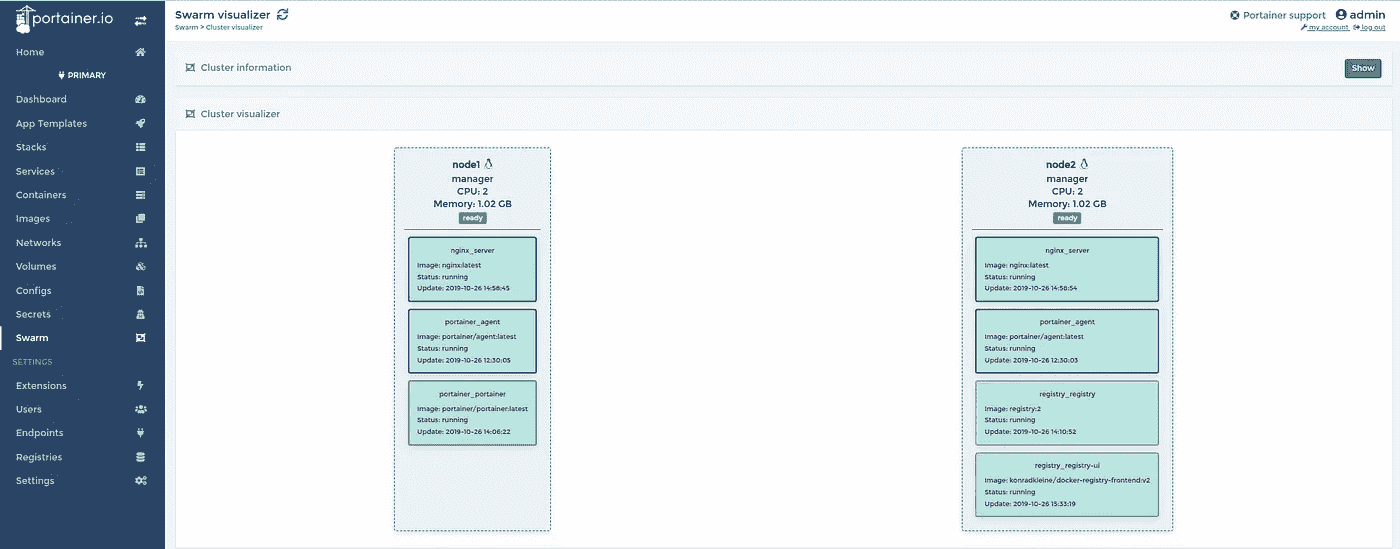 portainer.io
Home
PRIMARY
Dashboard
App Templates
Stacks
Services
Containers
Images
Networks
Volumes
Configs
Secrets
Swarm
SETTINGS
Extensions
Users
Endpoints
Registries
Settings
Swarm visualizer
Swarm > Cluster visualizer
Portainer support admin
my account log out
Cluster information
Show
Cluster visualizer
node1
manager
CPU: 2
Memory: 1.02 GB
ready
nginx_server
Image: nginx:latest
Status: running
Update: 2019-10-26 14:56:45
portainer_agent
Image: portainer/agent:latest
Status: running
Update: 2019-10-26 12:30:05
portainer_portainer
Image: portainer/portainer:latest
Status: running
Update: 2019-10-26 14:06:22
node2
manager
CPU: 2
Memory: 1.02 GB
ready
nginx_server
Image: nginx:latest
Status: running
Update: 2019-10-26 14:56:54
portainer_agent
Image: portainer/agent:latest
Status: running
Update: 2019-10-26 12:30:03
registry_registry
Image: registry:2
Status: running
Update: 2019-10-26 14:10:52
registry_registry-ui
Image: konradkleine/docker-registry-frontend:v2
Status: running
Update: 2019-10-26 15:33:19